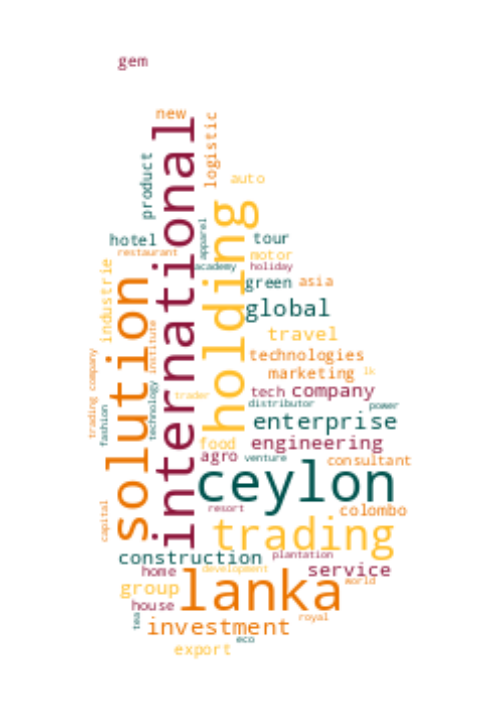 gem
new
logistic
international
product
auto
holding
hotel
apparel
tour
restaurant
motor
academy
holiday
industrie
green
asia
solution
global
institute
travel
technologies
trading company
marketing
lk
technology
tech
company
trader
distributor
power
fashion
enterprise
food
engineering
agro
venture
consultant
ceylon
capital
resort
colombo
trading
construction
plantation
home
development
service
group
lanka
world
house
tea
investment
royal
eco
export